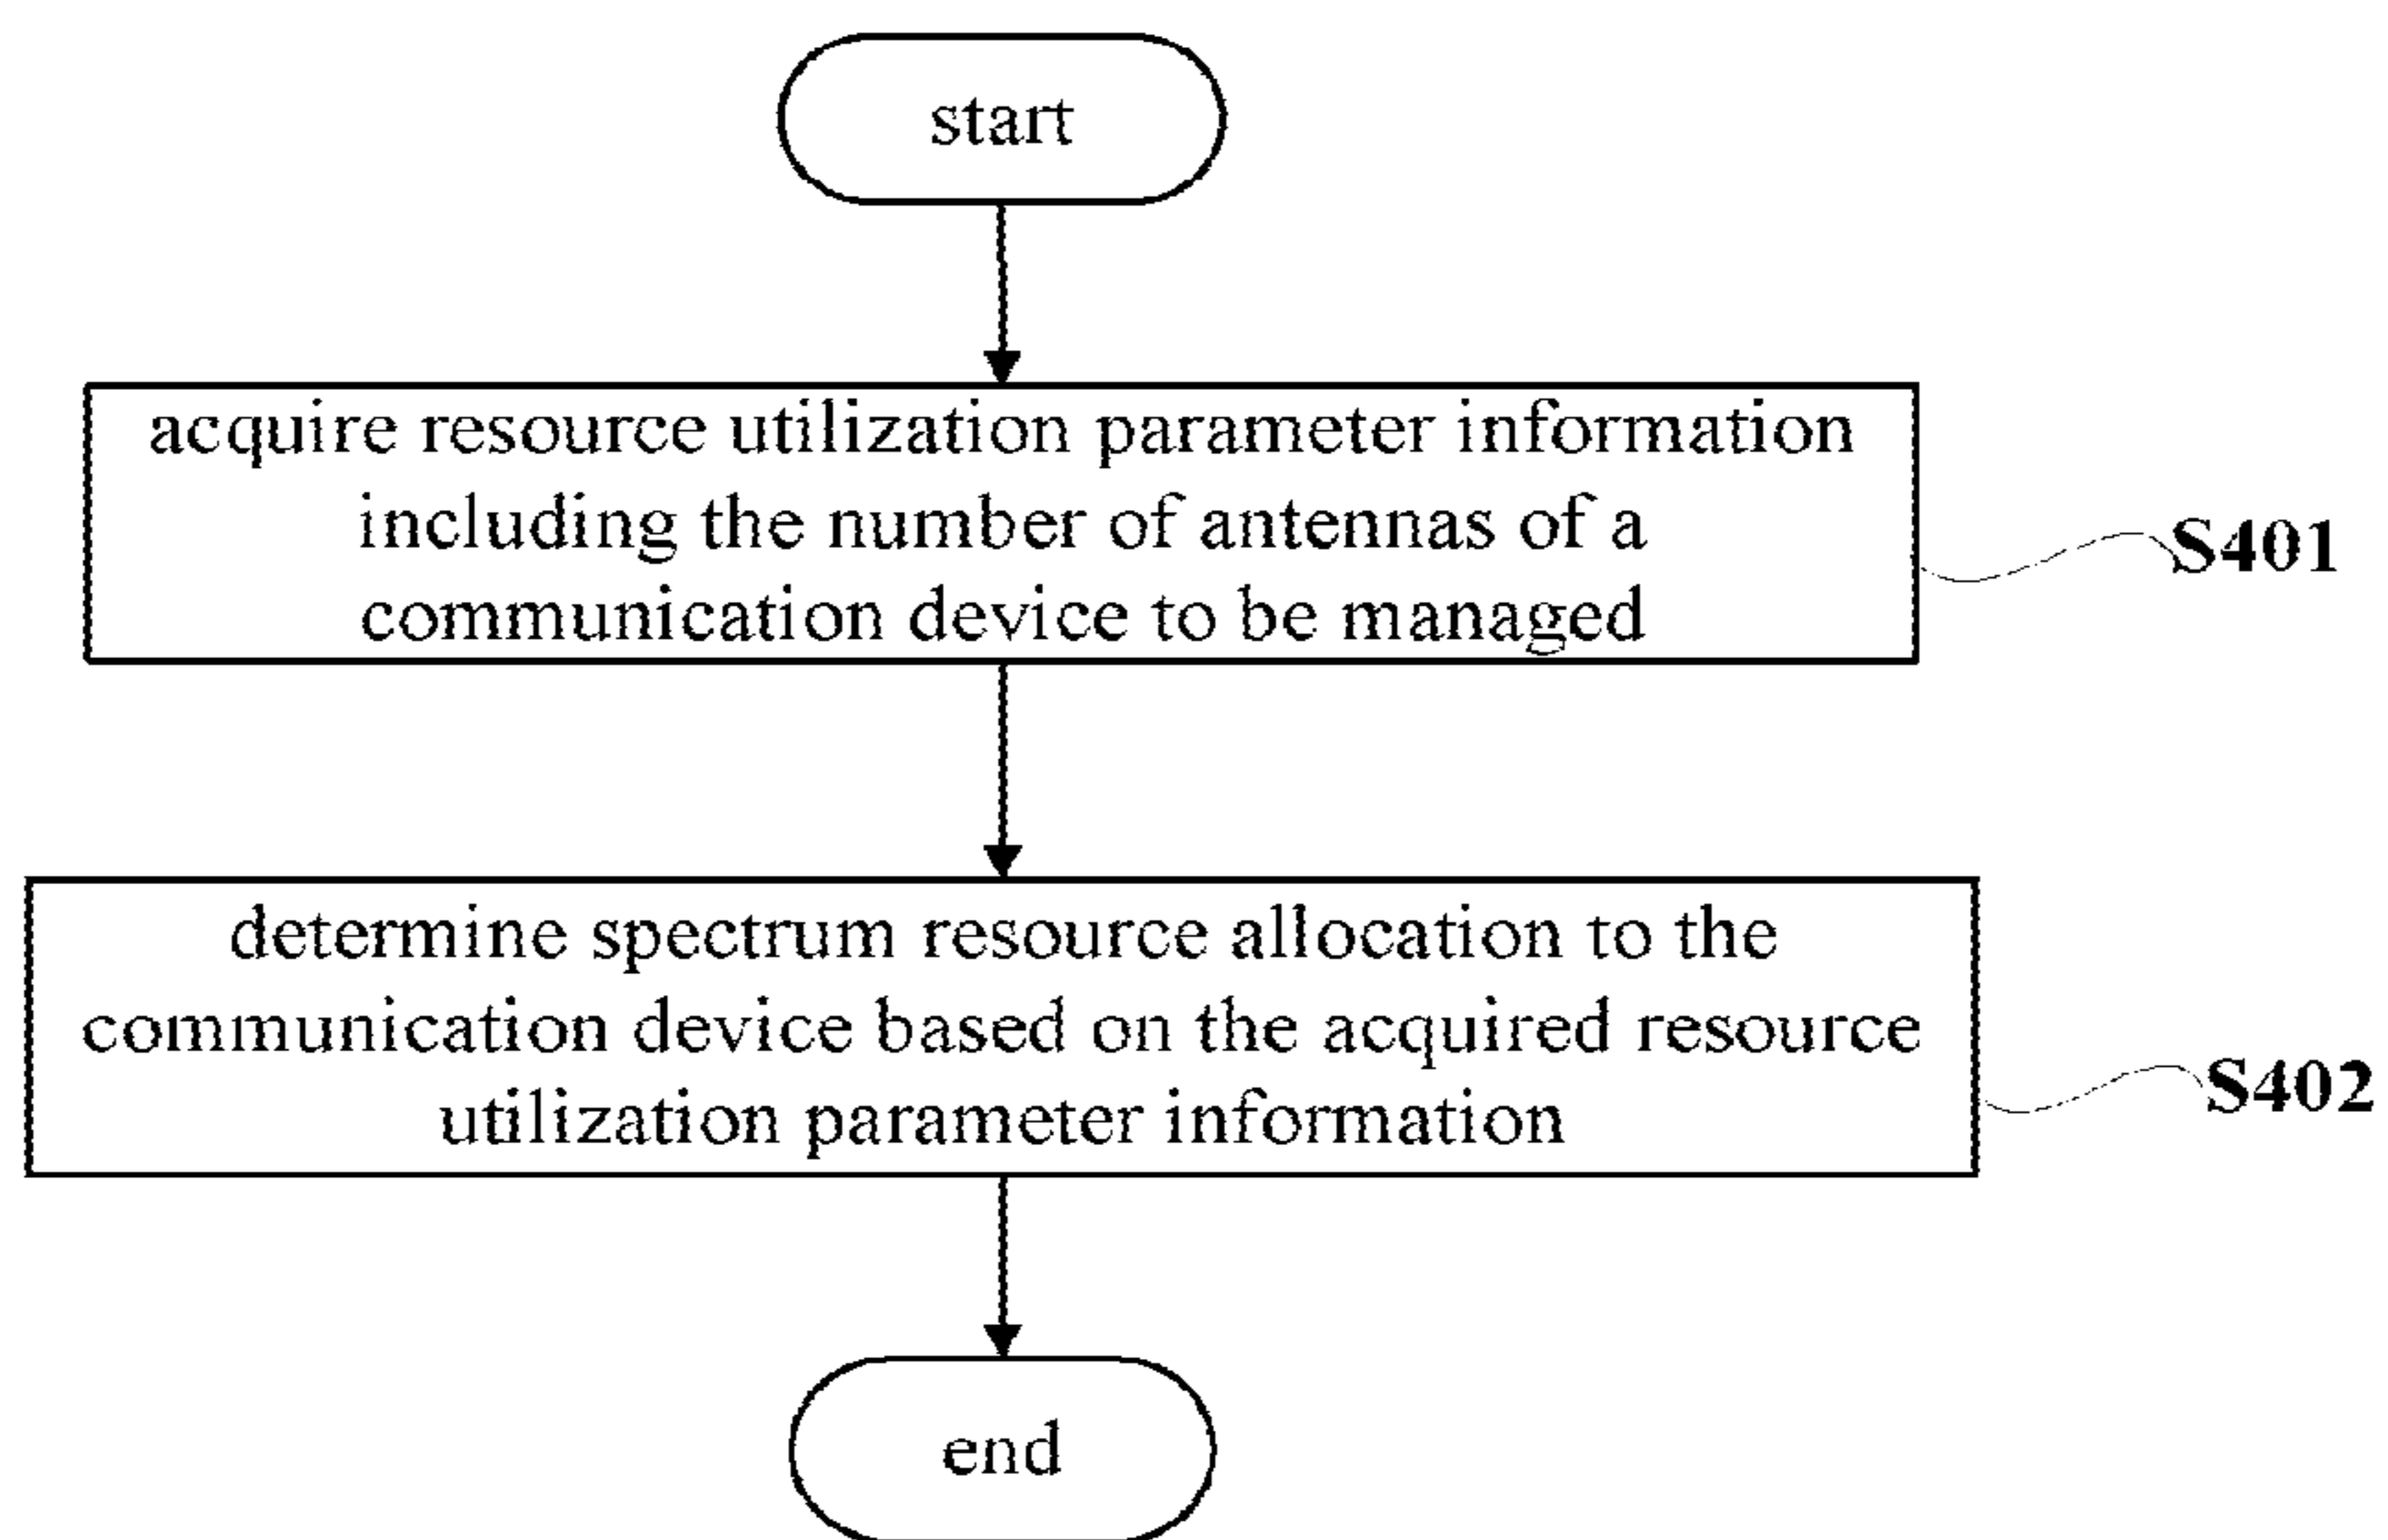 start
acquire resource utilization parameter information
including the number of antennas of a
communication device to be managed
S401
determine spectrum resource allocation to the
communication device based on the acquired resource
utilization parameter information
S402
end